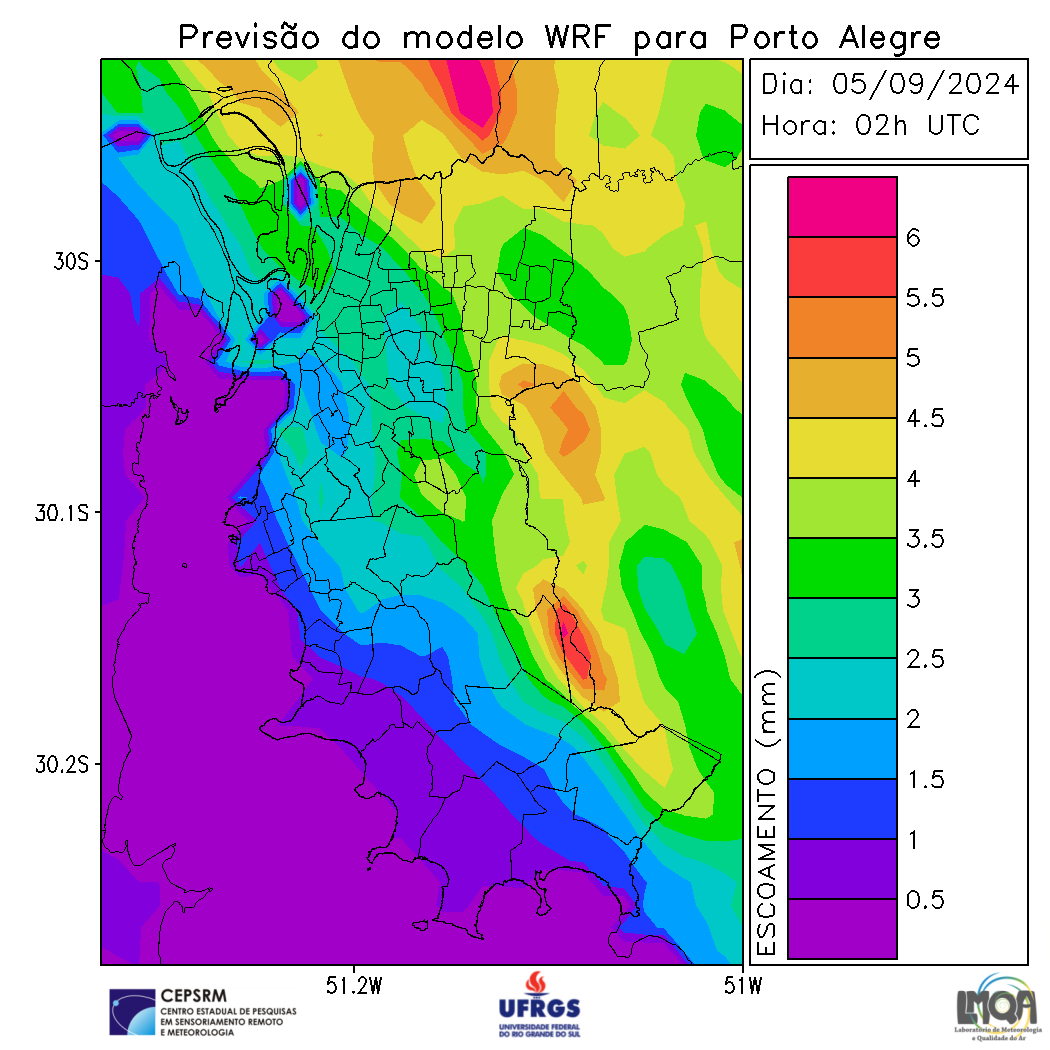 Previsão do modelo WRF para Porto Alegre
Dia: 05/09/2024
Hora: 02h UTC
30S
30.1S
30.2S
51.2W
51W
6
5.5
5
4.5
4
3.5
3
2.5
2
1.5
1
0.5
ESCOAMENTO (mm)
CEPSRM
CENTRO ESTADUAL DE PESQUISAS
EM SENSORIAMENTO REMOTO
E METEOROLOGIA
UFRGS
UNIVERSIDADE FEDERAL
DO RIO GRANDE DO SUL
LMQA
Laboratório de Meteorologia
e Qualidade do Ar